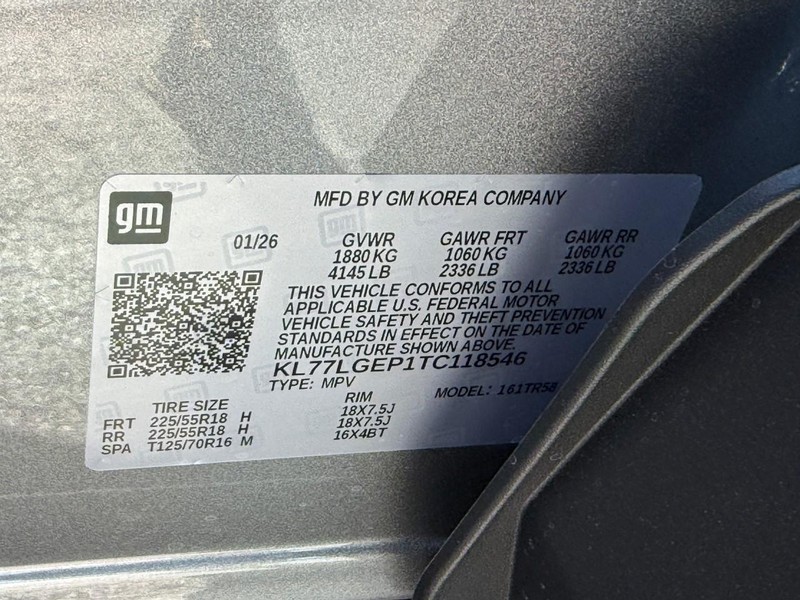 gm
MFD BY GM KOREA COMPANY
01/26 GVWR GAWR FRT GAWR RR
1880 KG 1060 KG 1060 KG
4145 LB 2336 LB 2336 LB
THIS VEHICLE CONFORMS TO ALL
APPLICABLE U.S. FEDERAL MOTOR
VEHICLE SAFETY AND THEFT PREVENTION
STANDARDS IN EFFECT ON THE DATE OF
MANUFACTURE SHOWN ABOVE.
KL77LGEP1TC118546
TYPE: MPV MODEL: 161TR58
TIRE SIZE RIM
FRT 225/55R18 H 18X7.5J
RR 225/55R18 H 18X7.5J
SPA T125/70R16 M 16X4BT